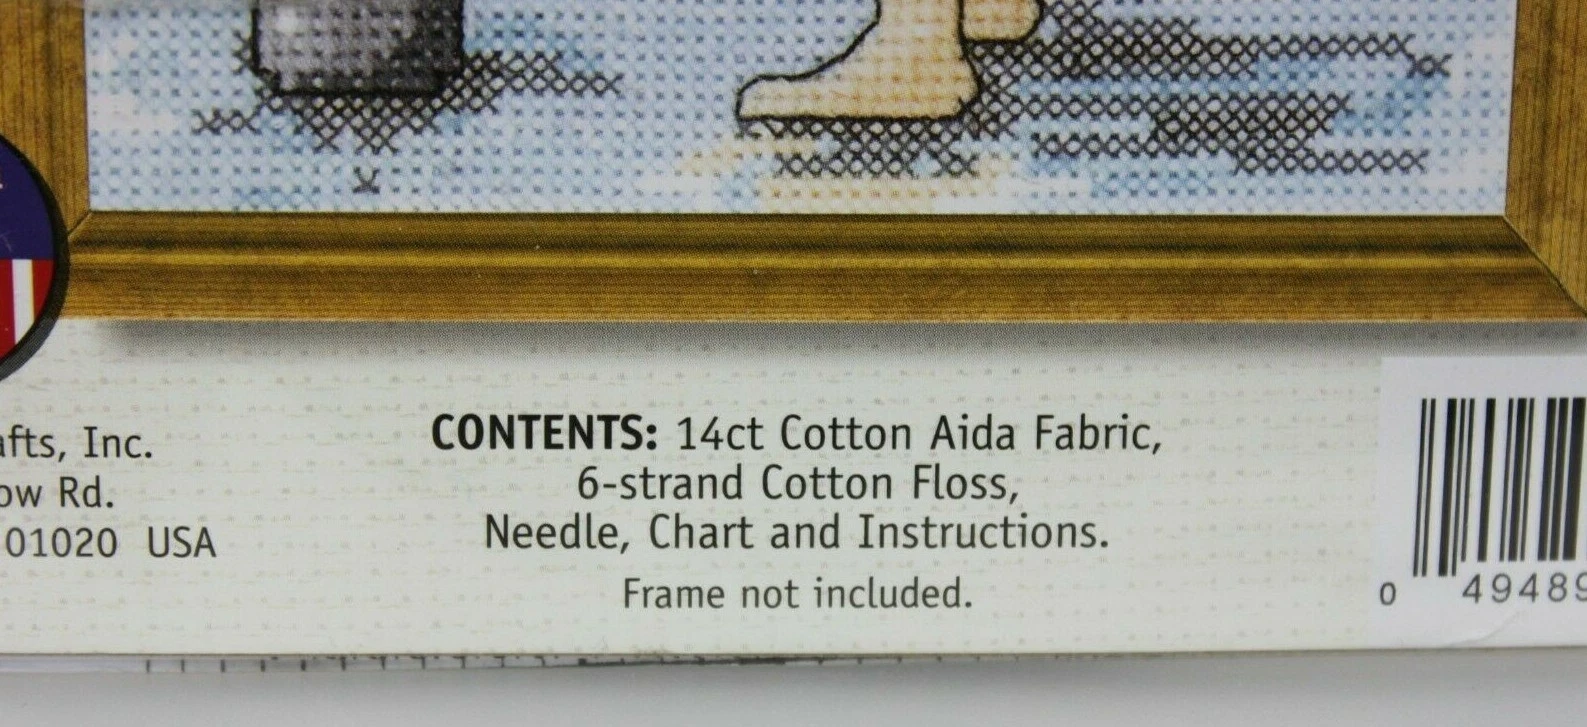 afts, Inc.
ow Rd.
01020 USA
CONTENTS: 14ct Cotton Aida Fabric,
6-strand Cotton Floss,
Needle, Chart and Instructions.
Frame not included.
0 49489